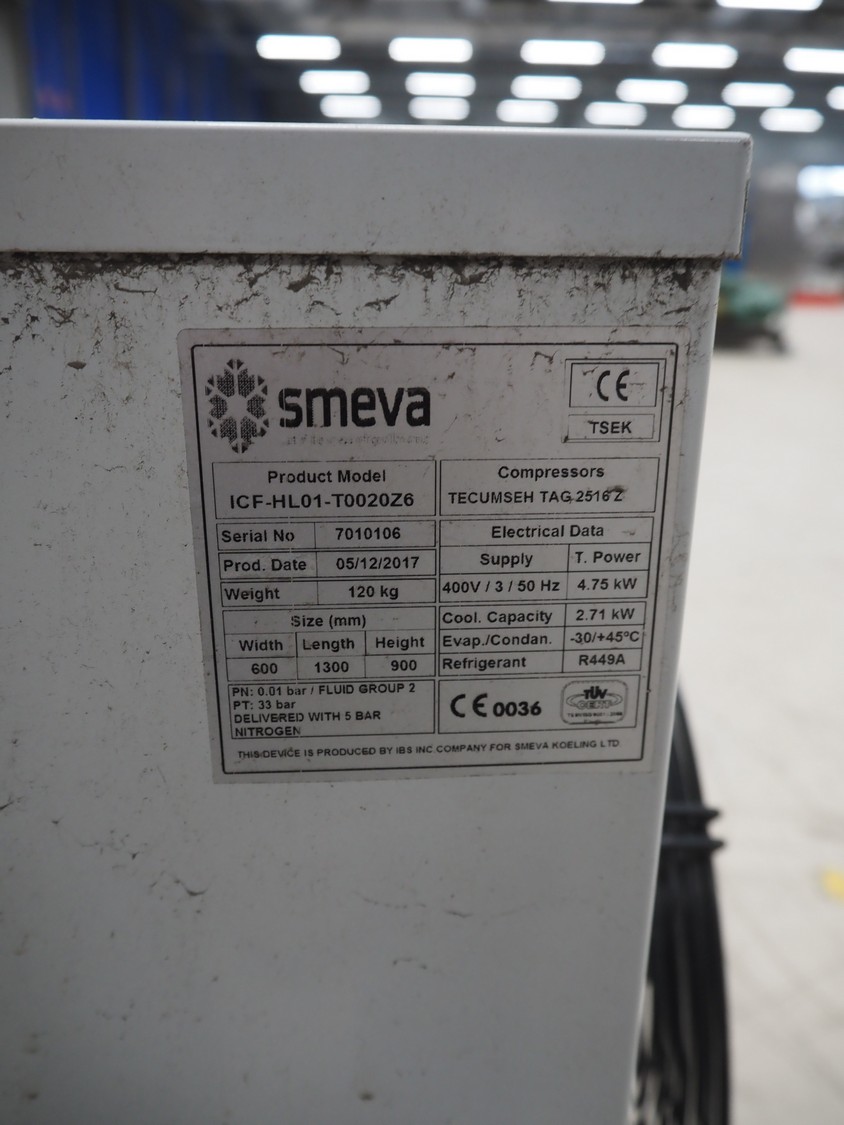 smeva
CE
TSEK
Product Model
ICF-HL01-T0020Z6
Compressors
TECUMSEH TAG 2516 Z
Serial No 7010106
Prod. Date 05/12/2017
Weight 120 kg
Electrical Data
Supply T. Power
400V / 3 / 50 Hz 4.75 kW
Size (mm)
Width Length Height
600 1300 900
Cool. Capacity 2.71 kW
Evap./Condan. -30/+45°C
Refrigerant R449A
PN: 0.01 bar / FLUID GROUP 2
PT: 33 bar
DELIVERED WITH 5 BAR
NITROGEN
CE 0036
TÜV
CERT
THIS DEVICE IS PRODUCED BY IBS INC.COMPANY FOR SMEVA KOELING LTD.